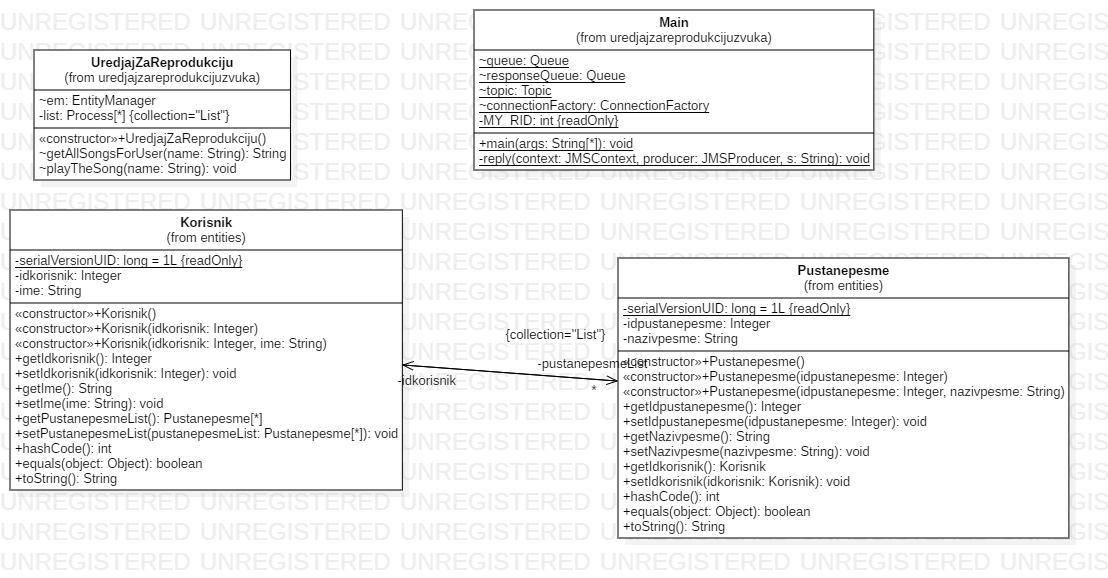 UredjajZaReprodukciju
(from uredjajzareprodukcijuzvuka)
~em: EntityManager
-list: Process[*] {collection="List"}
«constructor»+UredjajZaReprodukciju()
~getAllSongsForUser(name: String): String
~playTheSong(name: String): void
Main
(from uredjajzareprodukcijuzvuka)
~queue: Queue
~responseQueue: Queue
~topic: Topic
~connectionFactory: ConnectionFactory
-MY_RID: int {readOnly}
+main(args: String[*]): void
-reply(context: JMSContext, producer: JMSProducer, s: String): void
Korisnik
(from entities)
-serialVersionUID: long = 1L {readOnly}
-idkorisnik: Integer
-ime: String
«constructor»+Korisnik()
«constructor»+Korisnik(idkorisnik: Integer)
«constructor»+Korisnik(idkorisnik: Integer, ime: String)
+getIdkorisnik(): Integer
+setIdkorisnik(idkorisnik: Integer): void
+getIme(): String
+setIme(ime: String): void
+getPustanepesmeList(): Pustanepesme[*]
+setPustanepesmeList(pustanepesmeList: Pustanepesme[*]): void
+hashCode(): int
+equals(object: Object): boolean
+toString(): String
{collection="List"}
-pustanepesmeList
-idkorisnik
*
Pustanepesme
(from entities)
-serialVersionUID: long = 1L {readOnly}
-idpustanepesme: Integer
-nazivpesme: String
«constructor»+Pustanepesme()
«constructor»+Pustanepesme(idpustanepesme: Integer)
«constructor»+Pustanepesme(idpustanepesme: Integer, nazivpesme: String)
+getIdpustanepesme(): Integer
+setIdpustanepesme(idpustanepesme: Integer): void
+getNazivpesme(): String
+setNazivpesme(nazivpesme: String): void
+getIdkorisnik(): Korisnik
+setIdkorisnik(idkorisnik: Korisnik): void
+hashCode(): int
+equals(object: Object): boolean
+toString(): String
UNREGISTERED UNREGISTERED UNREGISTERED UNREGISTERED UNREGISTERED UNREGIS